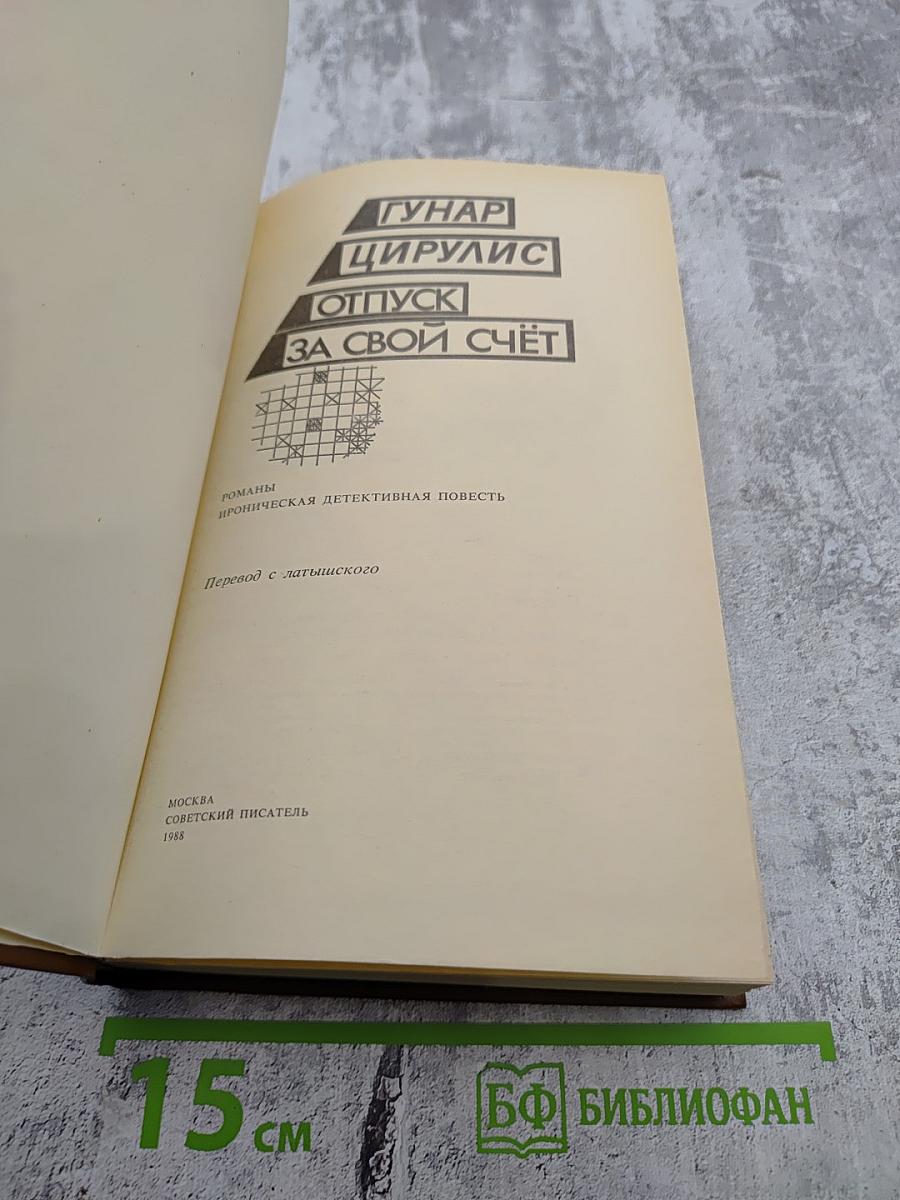 ГУНАР
ЦИРУЛИС
ОТПУСК
ЗА СВОЙ СЧЁТ
РОМАНЫ
ИРОНИЧЕСКАЯ ДЕТЕКТИВНАЯ ПОВЕСТЬ
Перевод с латышского
МОСКВА
СОВЕТСКИЙ ПИСАТЕЛЬ
1988
15 см
БФ БИБЛИОФАН